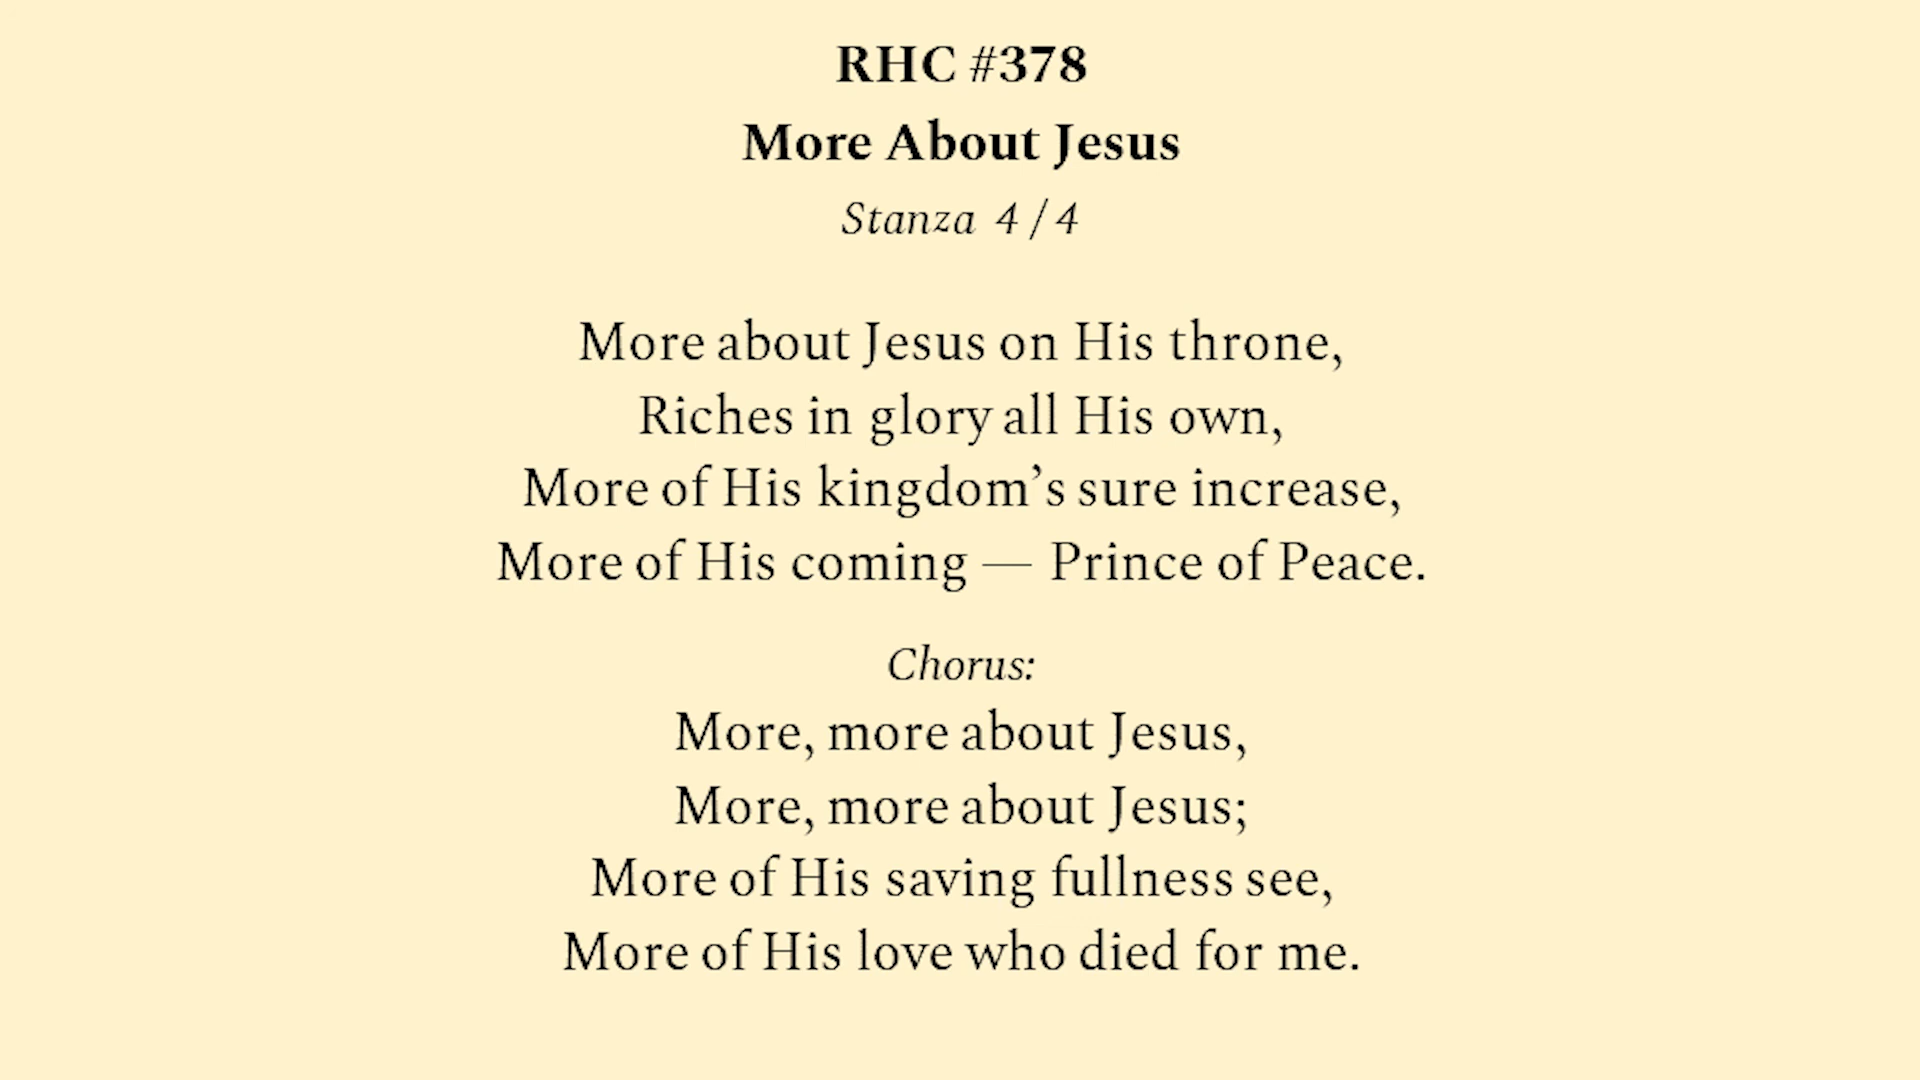 RHC #378
More About Jesus
Stanza 4 / 4
More about Jesus on His throne,
Riches in glory all His own,
More of His kingdom’s sure increase,
More of His coming — Prince of Peace.
Chorus:
More, more about Jesus,
More, more about Jesus;
More of His saving fullness see,
More of His love who died for me.